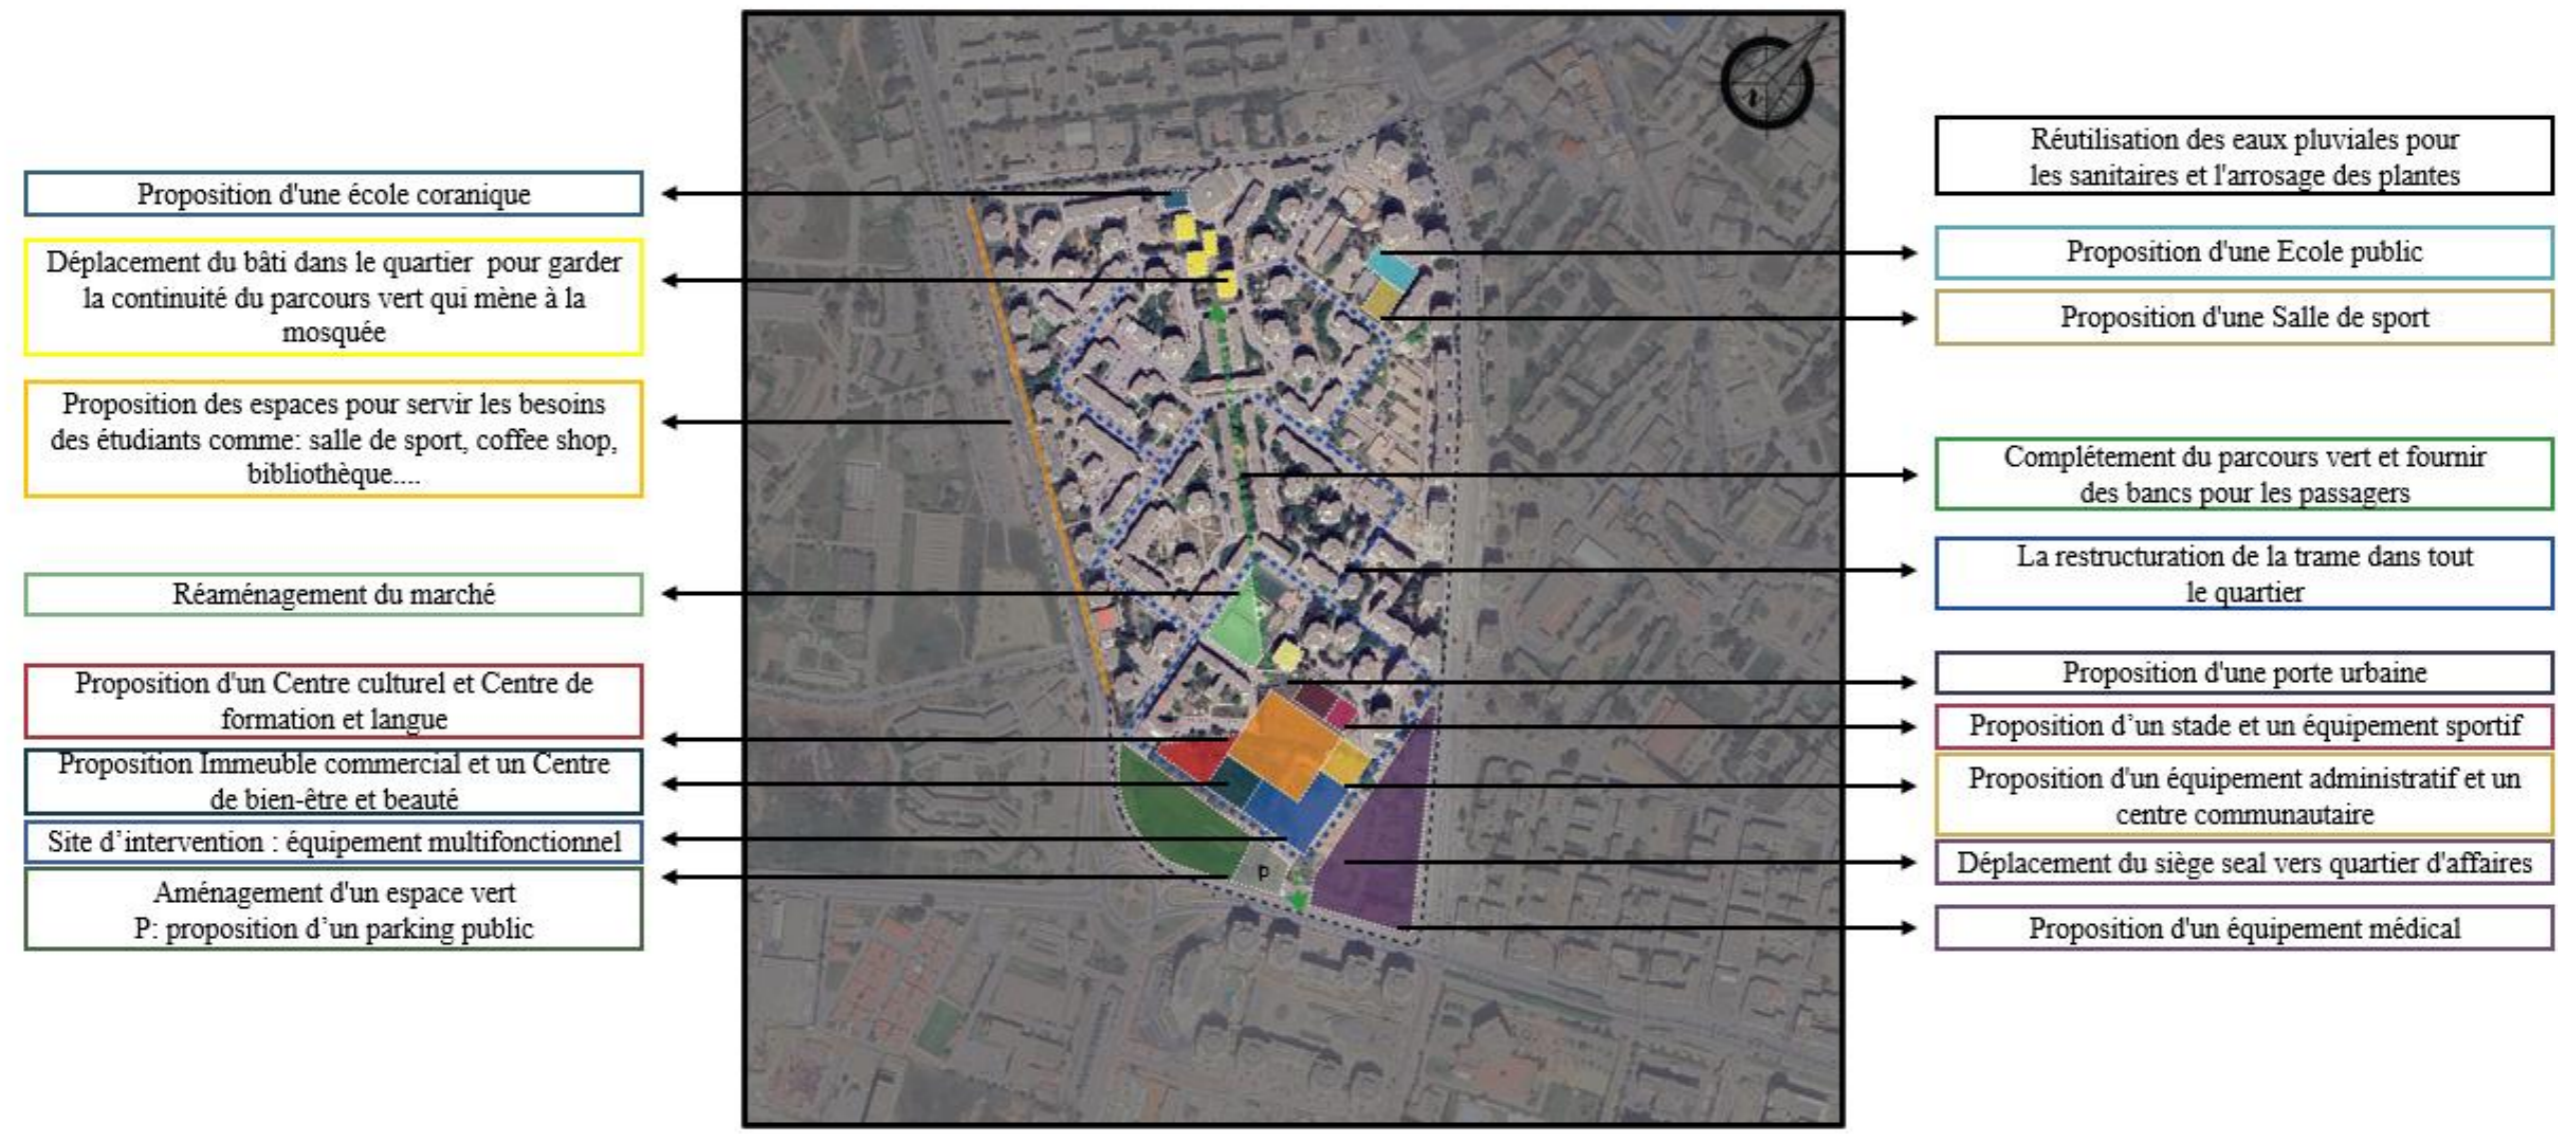 Proposition d'une école coranique
Déplacement du bâti dans le quartier pour garder
la continuité du parcours vert qui mène à la
mosquée
Proposition des espaces pour servir les besoins
des étudiants comme: salle de sport, coffee shop,
bibliothèque....
Réaménagement du marché
Proposition d'un Centre culturel et Centre de
formation et langue
Proposition Immeuble commercial et un Centre
de bien-être et beauté
Site d’intervention : équipement multifonctionnel
Aménagement d'un espace vert
P: proposition d’un parking public
N
P
Réutilisation des eaux pluviales pour
les sanitaires et l'arrosage des plantes
Proposition d'une Ecole public
Proposition d'une Salle de sport
Complétement du parcours vert et fournir
des bancs pour les passagers
La restructuration de la trame dans tout
le quartier
Proposition d'une porte urbaine
Proposition d’un stade et un équipement sportif
Proposition d'un équipement administratif et un
centre communautaire
Déplacement du siège seal vers quartier d'affaires
Proposition d'un équipement médical